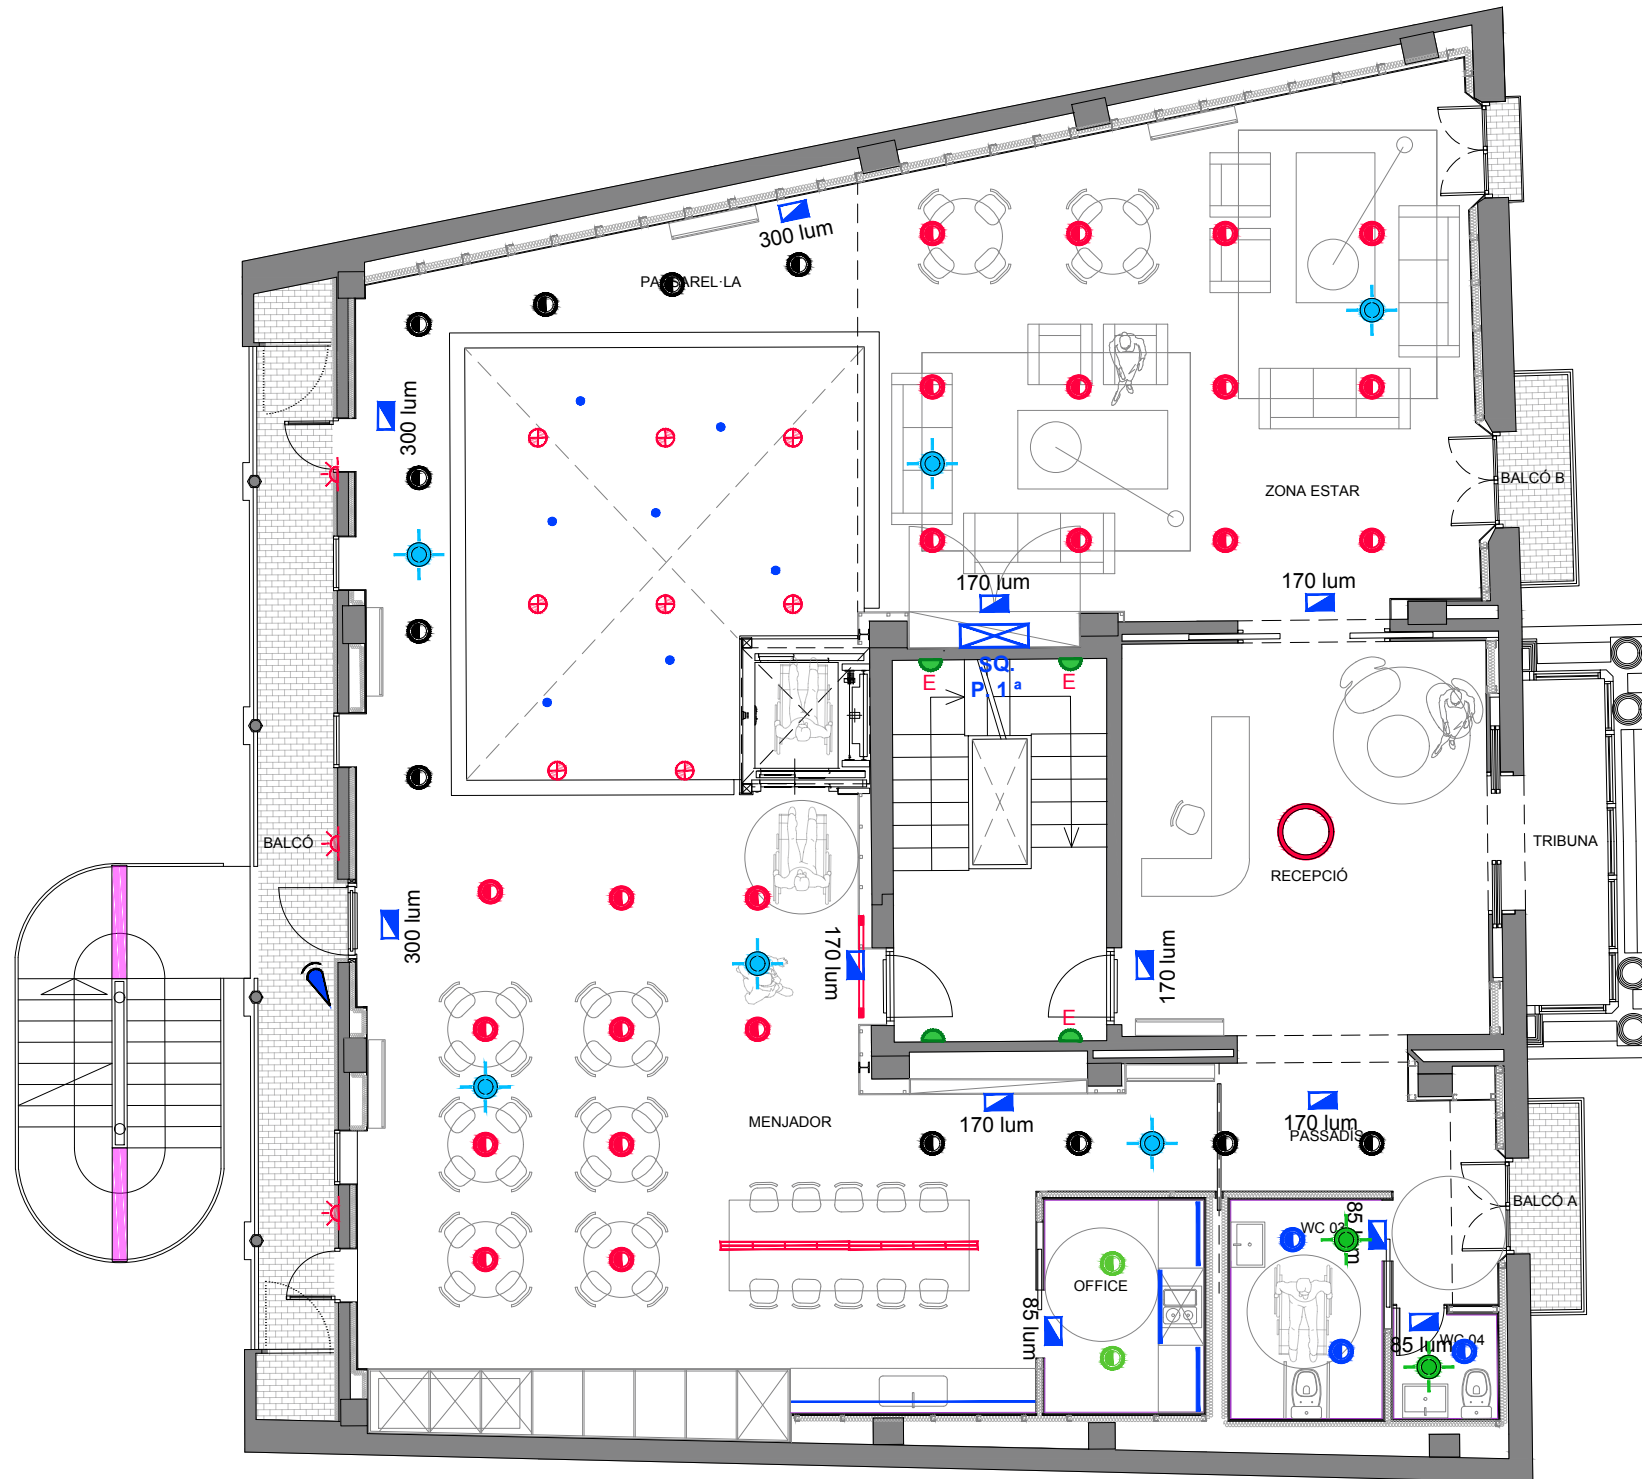 300 lum
PASSAREL·LA
300 lum
ZONA ESTAR
BALCÓ B
170 lum
170 lum
SQ.
P. 1ª
E
E
BALCÓ
TRIBUNA
RECEPCIÓ
300 lum
170 lum
170 lum
E
MENJADOR
170 lum
170 lum
PASSADÍS
BALCÓ A
WC 03
85 lum
OFFICE
85 lum
WC 04
85 lum